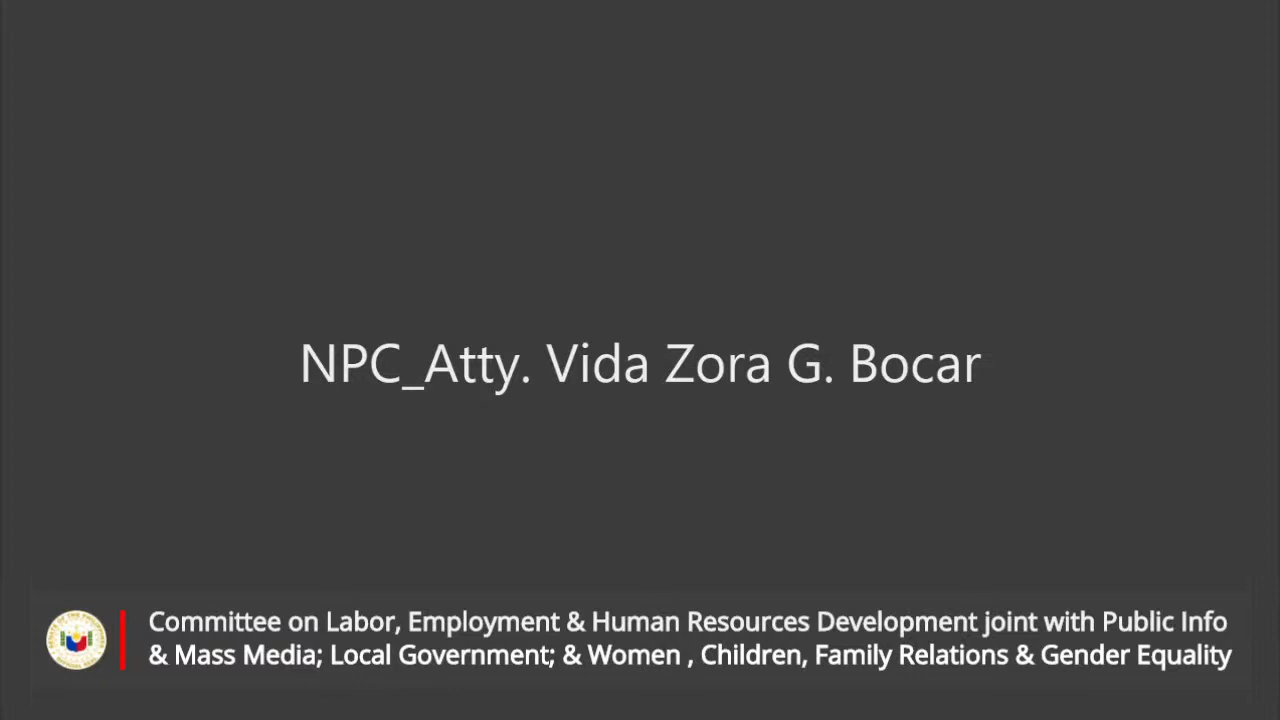 NPC_Atty. Vida Zora G. Bocar
Committee on Labor, Employment & Human Resources Development joint with Public Info
& Mass Media; Local Government; & Women , Children, Family Relations & Gender Equality